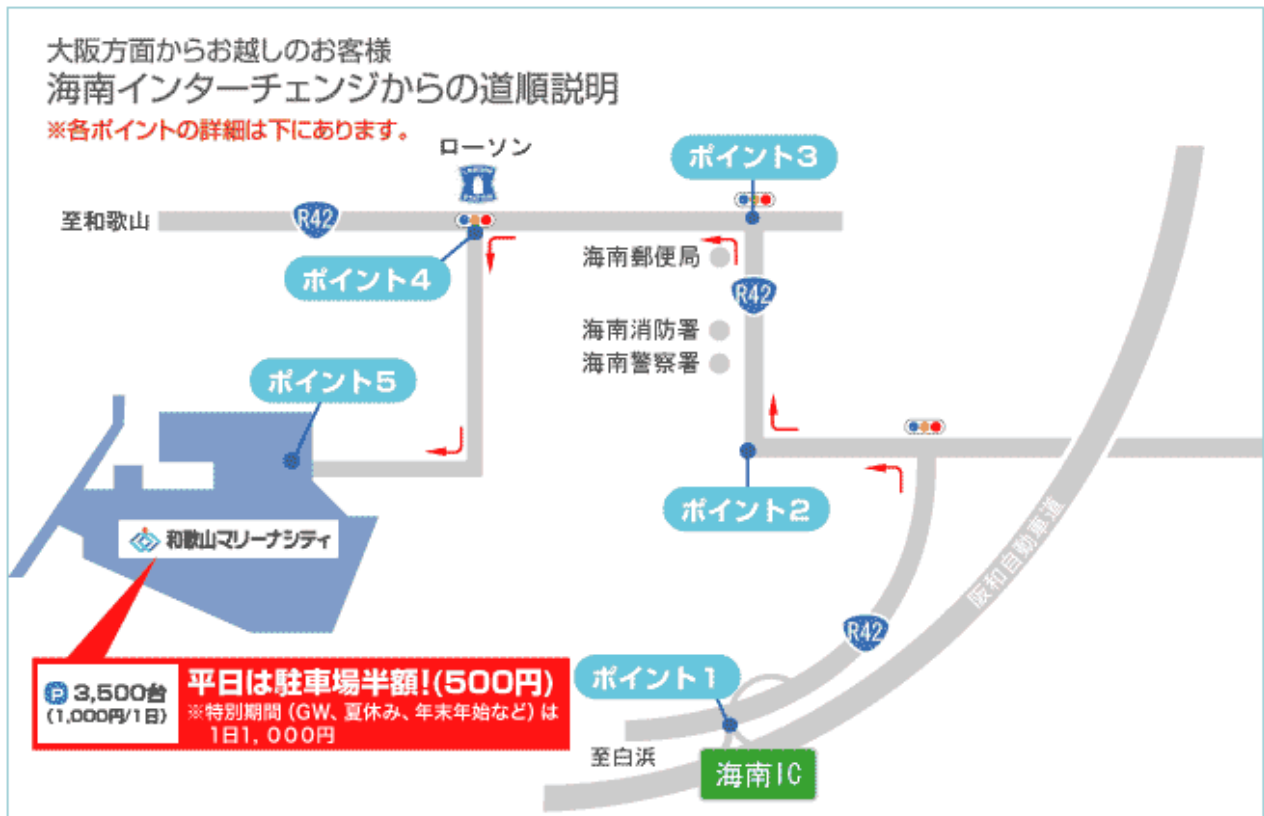 大阪方面からお越しのお客様
海南インターチェンジからの道順説明
※各ポイントの詳細は下にあります。
ローソン
ポイント3
至和歌山
R42
ポイント4
海南郵便局
R42
海南消防署
海南警察署
ポイント5
ポイント2
和歌山マリーナシティ
阪和自動車道
R42
P 3,500台
(1,000円/1日)
平日は駐車場半額!(500円)
※特別期間(GW、夏休み、年末年始など)は
1日1,000円
ポイント1
至白浜
海南IC